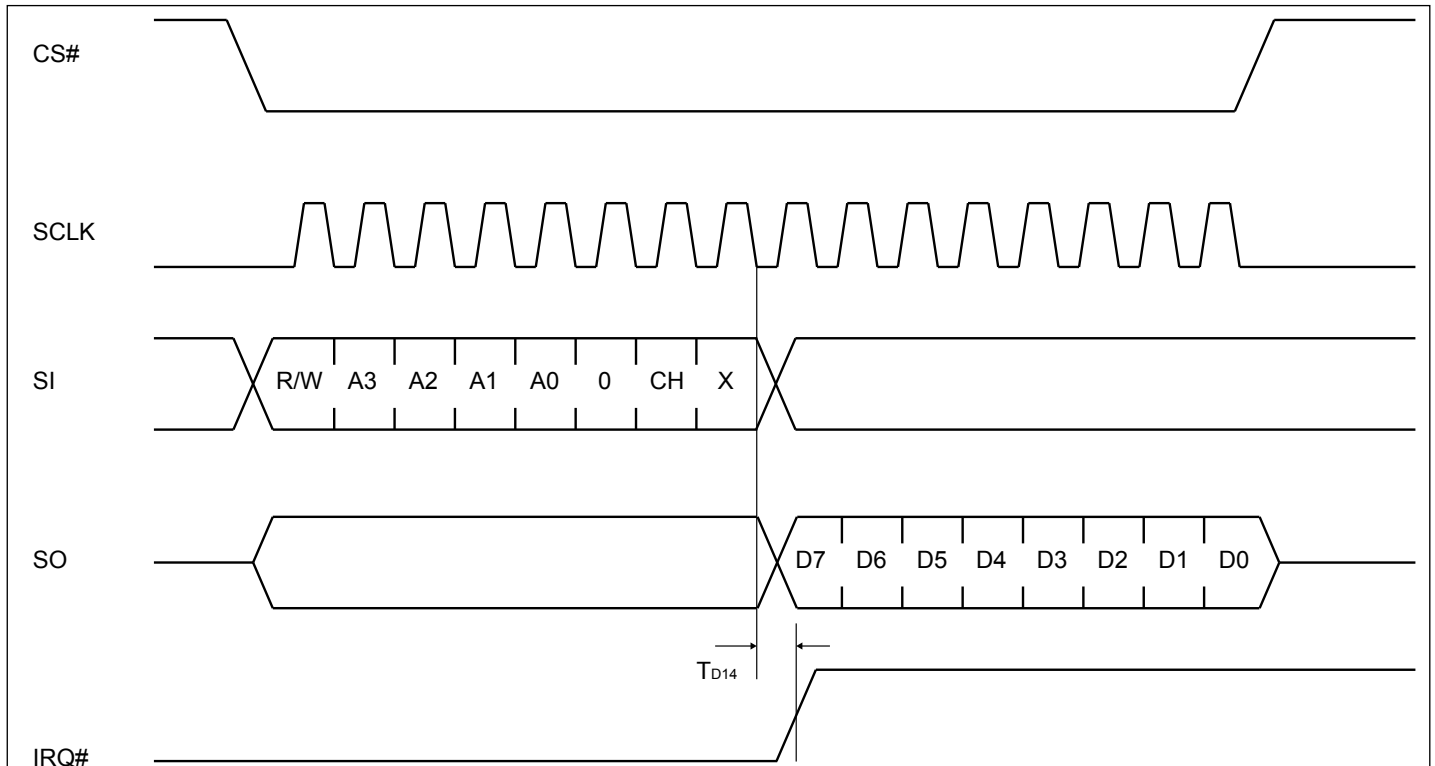 CS#
SCLK
SI
R/W A3 A2 A1 A0 0 CH X
SO
D7 D6 D5 D4 D3 D2 D1 D0
TD14
IRQ#